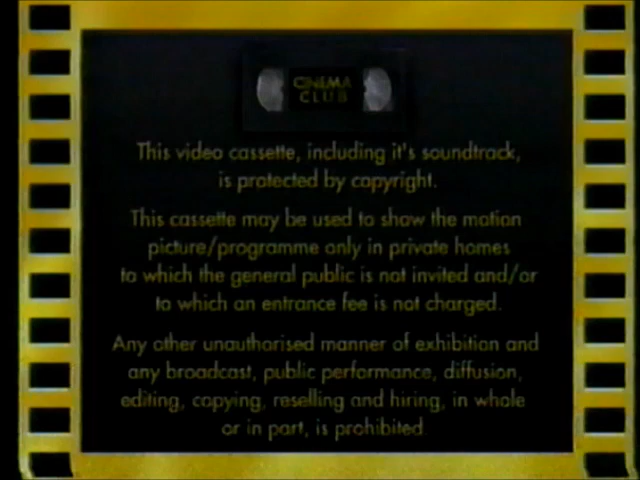 CINEMA
CLUB
This video cassette, including it's soundtrack,
is protected by copyright.
This cassette may be used to show the motion
picture/programme only in private homes
to which the general public is not invited and/or
to which an entrance fee is not charged.
Any other unauthorised manner of exhibition and
any broadcast, public performance, diffusion,
editing, copying, reselling and hiring, in whole
or in part, is prohibited